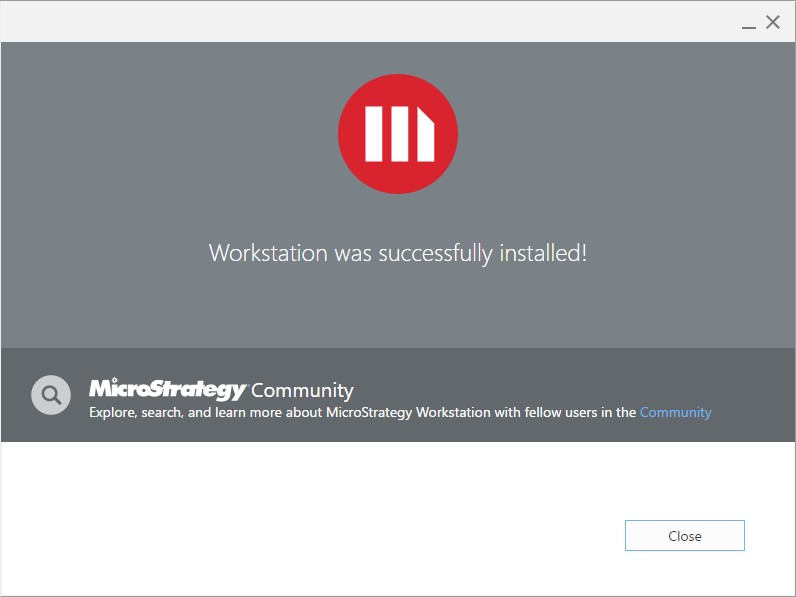 Workstation was successfully installed!
MicroStrategy Community
Explore, search, and learn more about MicroStrategy Workstation with fellow users in the Community
Close